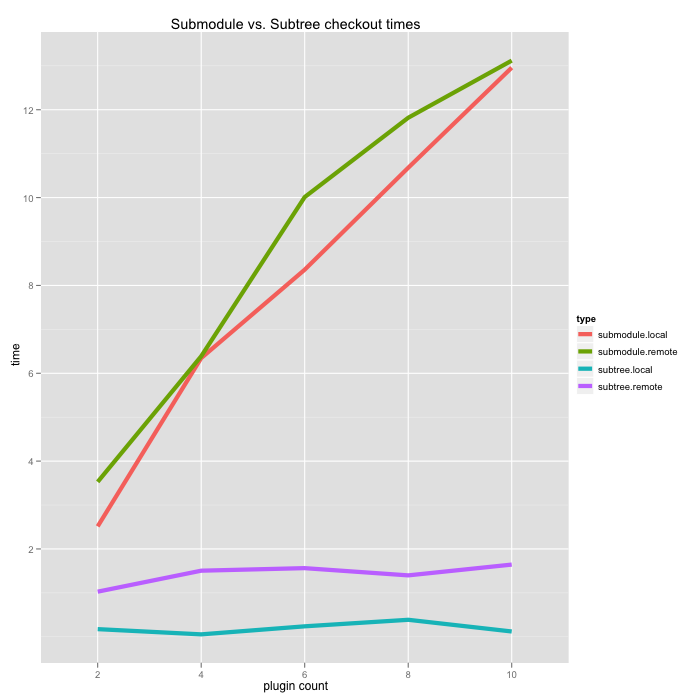 Submodule vs. Subtree checkout times
time
12
10
8
6
4
2
2 4 6 8 10
plugin count
type
submodule.local
submodule.remote
subtree.local
subtree.remote